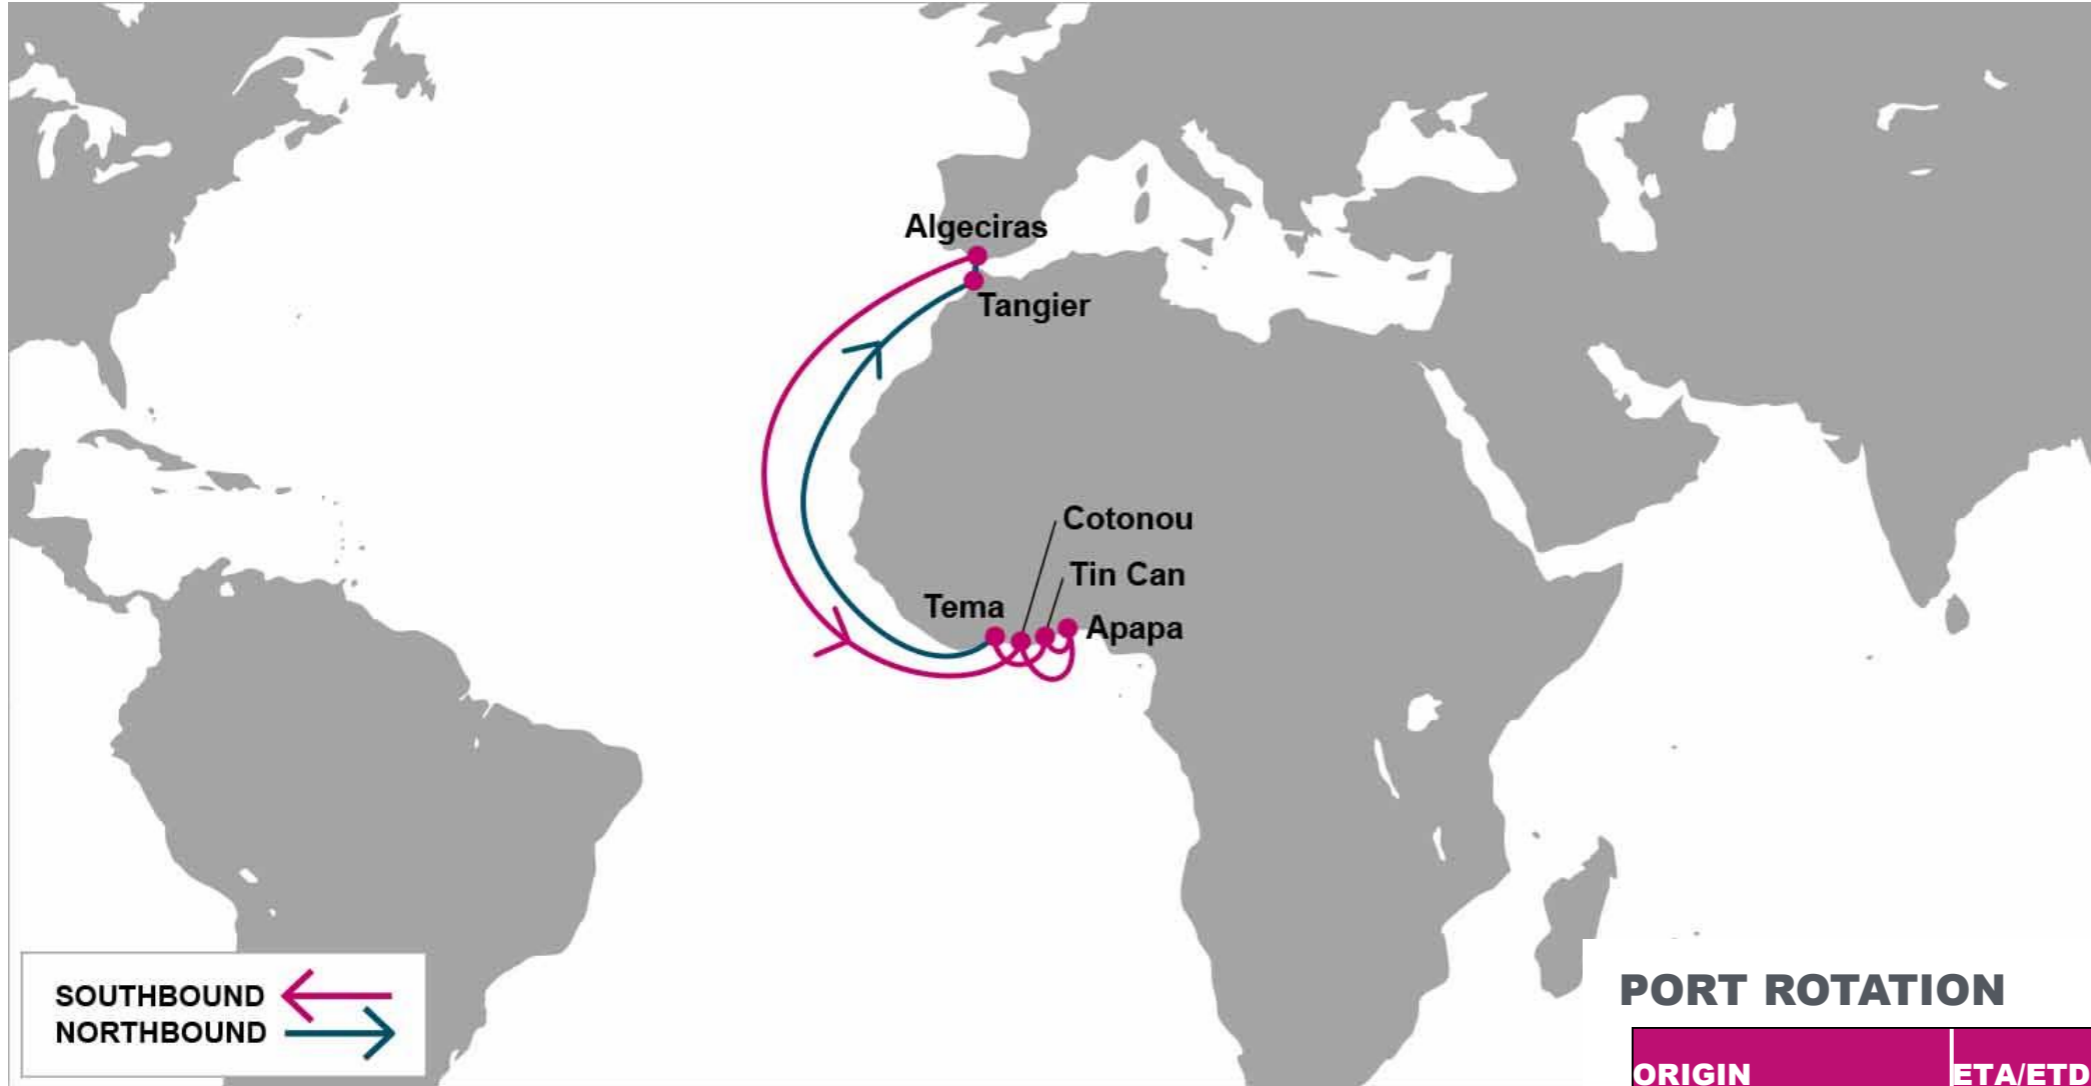 Algeciras
Tangier
Cotonou
Tin Can
Tema
Apapa
SOUTHBOUND
NORTHBOUND
PORT ROTATION
ORIGIN ETA/ETD